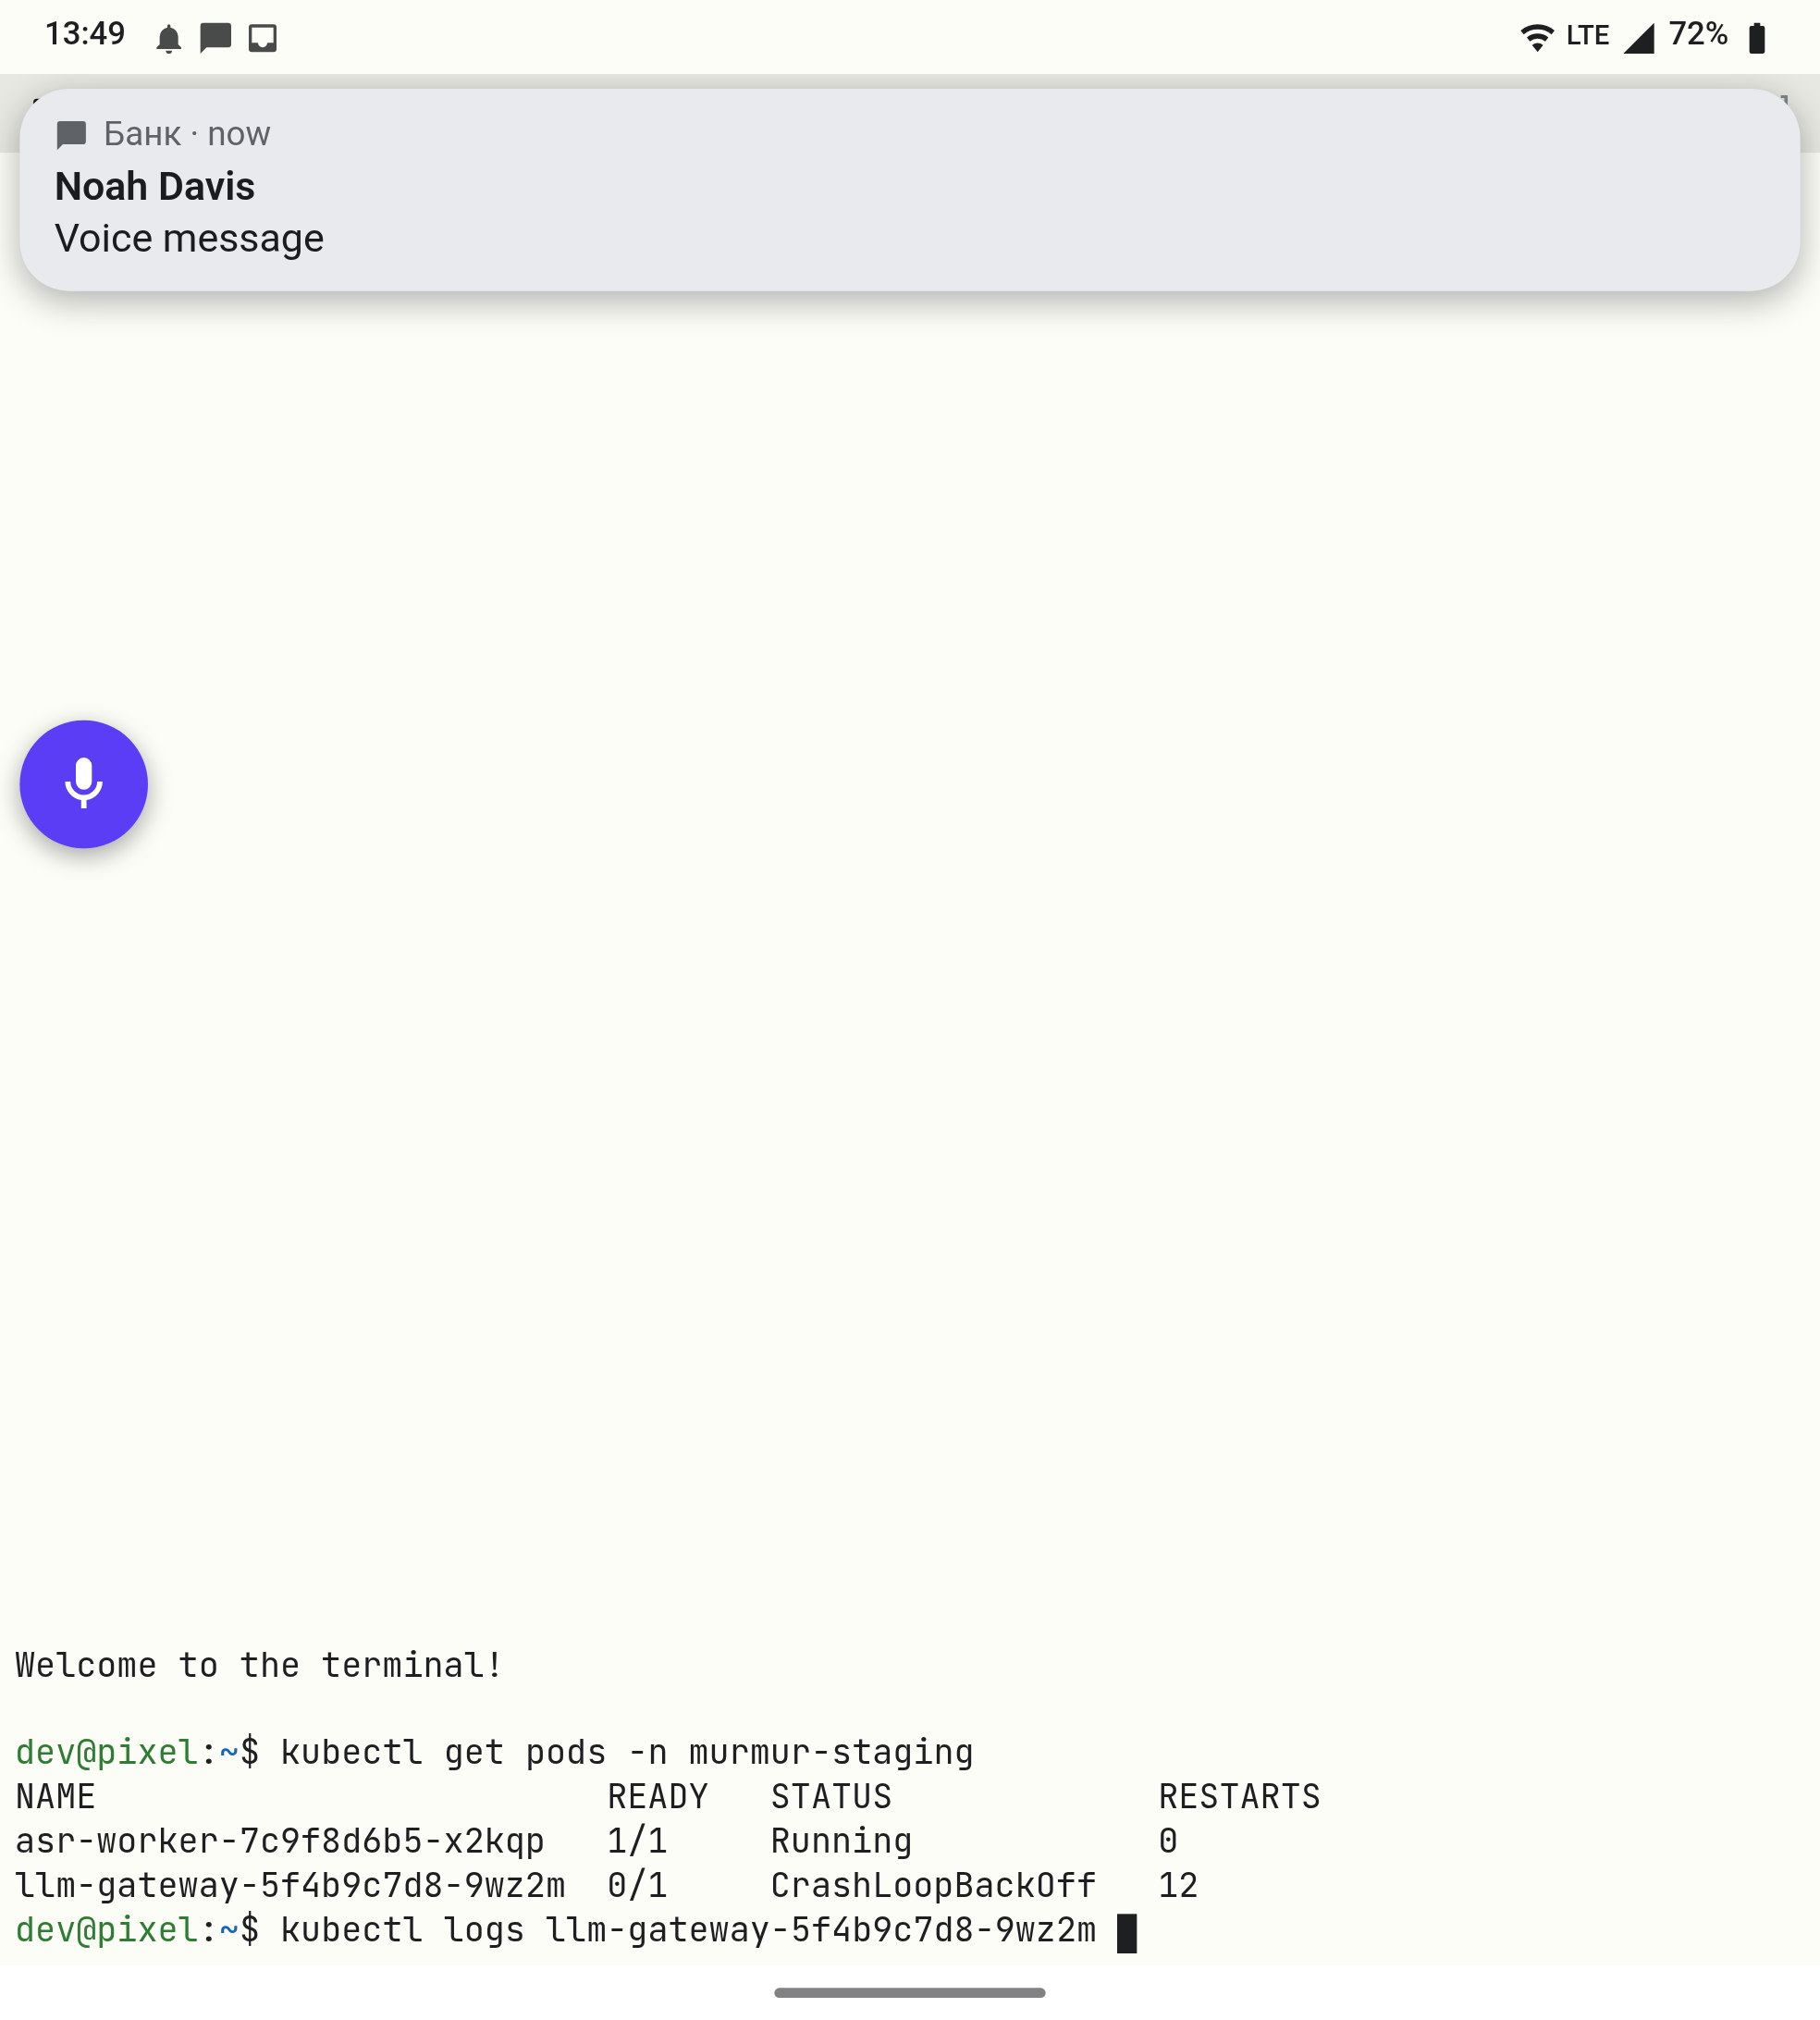 13:49 LTE 72%
Банк · now
Noah Davis
Voice message
Welcome to the terminal!
dev@pixel:~$ kubectl get pods -n murmur-staging
NAME READY STATUS RESTARTS
asr-worker-7c9f8d6b5-x2kqp 1/1 Running 0
llm-gateway-5f4b9c7d8-9wz2m 0/1 CrashLoopBackOff 12
dev@pixel:~$ kubectl logs llm-gateway-5f4b9c7d8-9wz2m